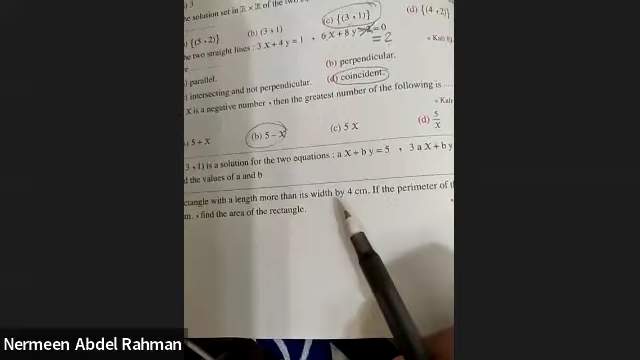 ) 3
he solution set in ℝ × ℝ of the two
) {(5 , 2)} (b) (3 , 1) (c) {(3 , 1)} (d) {(4 , 2)}
he two straight lines : 3 X + 4 y = 1 , 6 X + 8 y = 0
= 2
) parallel. (b) perpendicular.
) intersecting and not perpendicular. (d) coincident.
X is a negative number , then the greatest number of the following is ......
5 + X (b) 5 – X (c) 5 X (d) 5/X
3 , 1) is a solution for the two equations : a X + b y = 5 , 3 a X + b y
d the values of a and b
ctangle with a length more than its width by 4 cm. If the perimeter of t
m. , find the area of the rectangle.
Nermeen Abdel Rahman